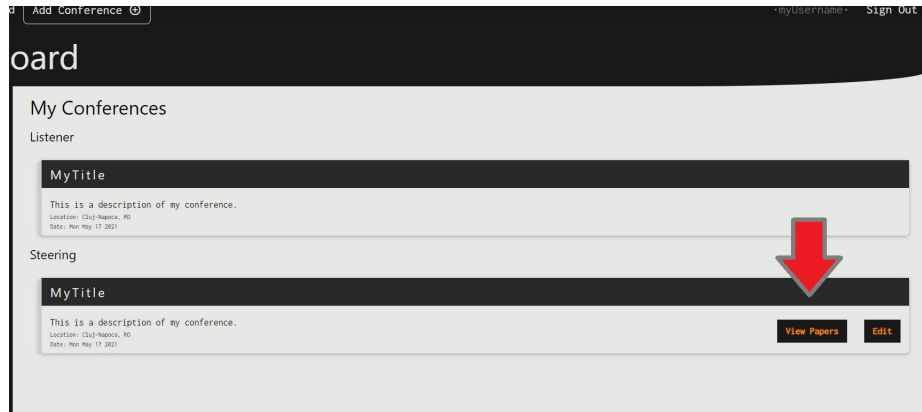 d Add Conference ⊕ ·myUsername· Sign Out
oard
My Conferences
Listener
MyTitle
This is a description of my conference.
Location: Cluj-Napoca, RO
Date: Mon May 17 2021
Steering
MyTitle
This is a description of my conference.
Location: Cluj-Napoca, RO
Date: Mon May 17 2021
View Papers Edit